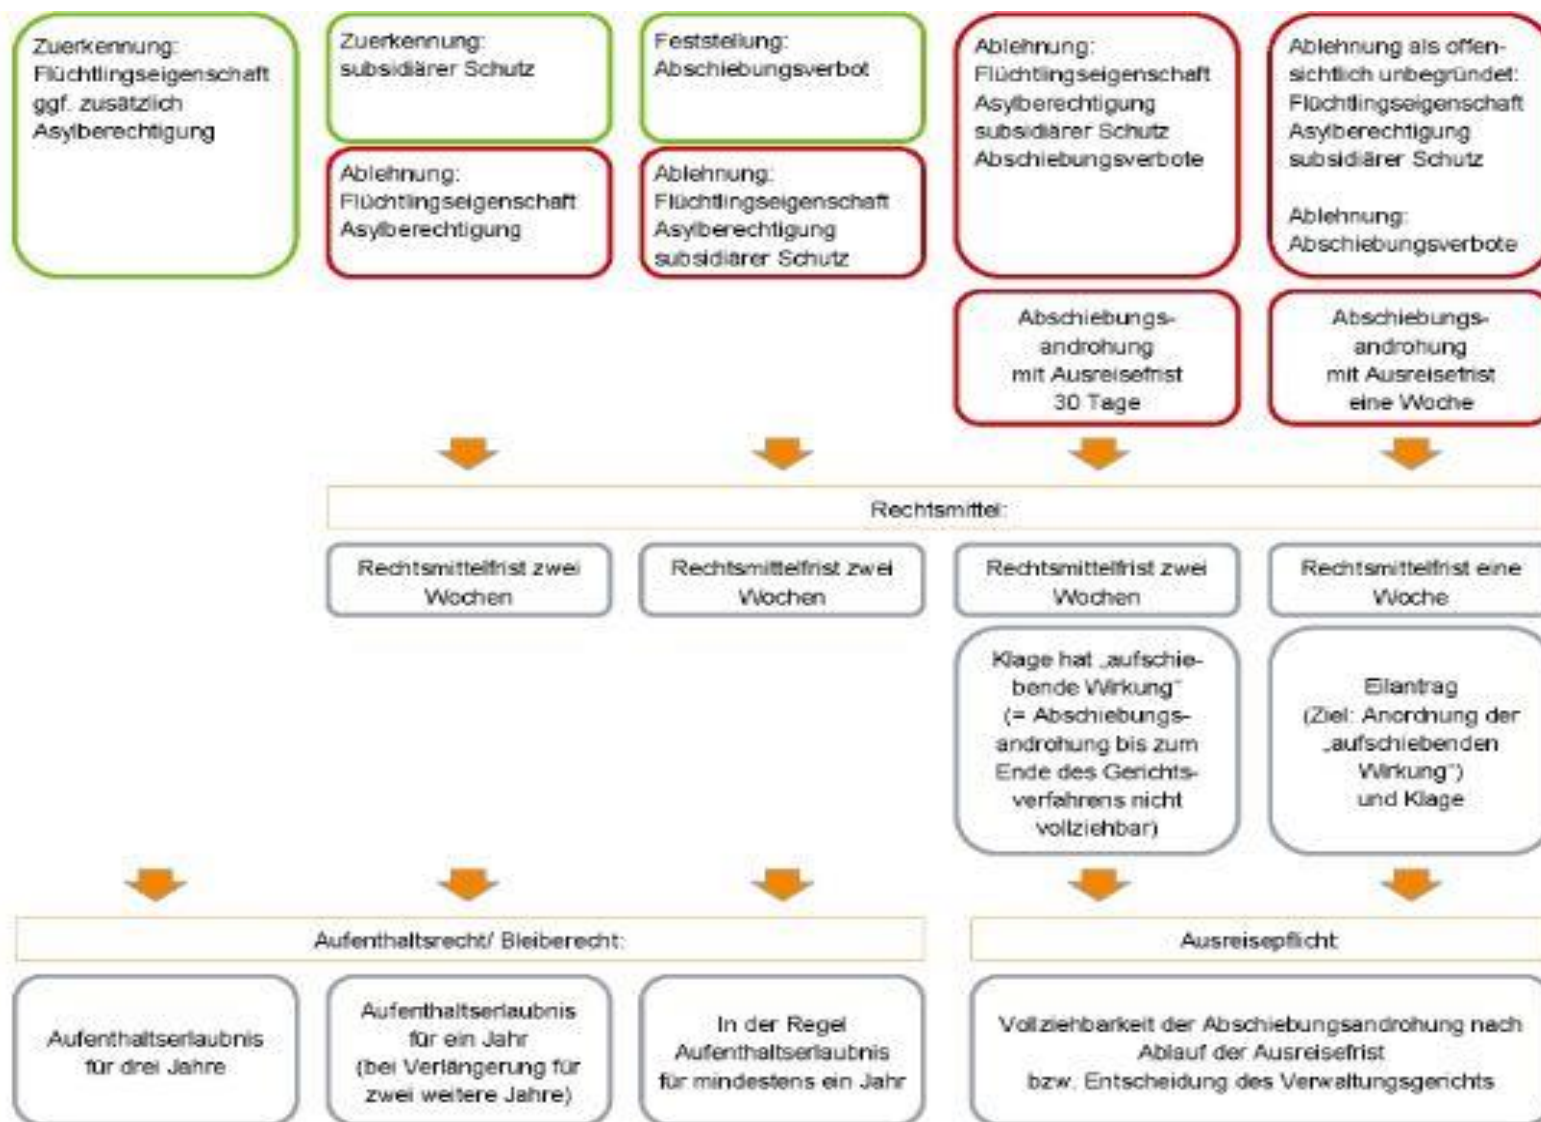 Zuerkennung:
Flüchtlingseigenschaft
ggf. zusätzlich
Asylberechtigung
Zuerkennung:
subsidiärer Schutz
Ablehnung:
Flüchtlingseigenschaft
Asylberechtigung
Feststellung:
Abschiebungsverbot
Ablehnung:
Flüchtlingseigenschaft
Asylberechtigung
subsidiärer Schutz
Ablehnung:
Flüchtlingseigenschaft
Asylberechtigung
subsidiärer Schutz
Abschiebungsverbote
Ablehnung als offen-
sichtlich unbegründet:
Flüchtlingseigenschaft
Asylberechtigung
subsidiärer Schutz
Ablehnung:
Abschiebungsverbote
Abschiebungs-
androhung
mit Ausreisefrist
30 Tage
Abschiebungs-
androhung
mit Ausreisefrist
eine Woche
Rechtsmittel:
Rechtsmittelfrist zwei
Wochen
Rechtsmittelfrist zwei
Wochen
Rechtsmittelfrist zwei
Wochen
Rechtsmittelfrist eine
Woche
Klage hat „aufschie-
bende Wirkung“
(= Abschiebungs-
androhung bis zum
Ende des Gerichts-
verfahrens nicht
vollziehbar)
Eilantrag
(Ziel: Anordnung der
„aufschiebenden
Wirkung“)
und Klage
Aufenthaltsrecht/ Bleiberecht:
Ausreisepflicht
Aufenthaltserlaubnis
für drei Jahre
Aufenthaltserlaubnis
für ein Jahr
(bei Verlängerung für
zwei weitere Jahre)
In der Regel
Aufenthaltserlaubnis
für mindestens ein Jahr
Vollziehbarkeit der Abschiebungsandrohung nach
Ablauf der Ausreisefrist
bzw. Entscheidung des Verwaltungsgerichts